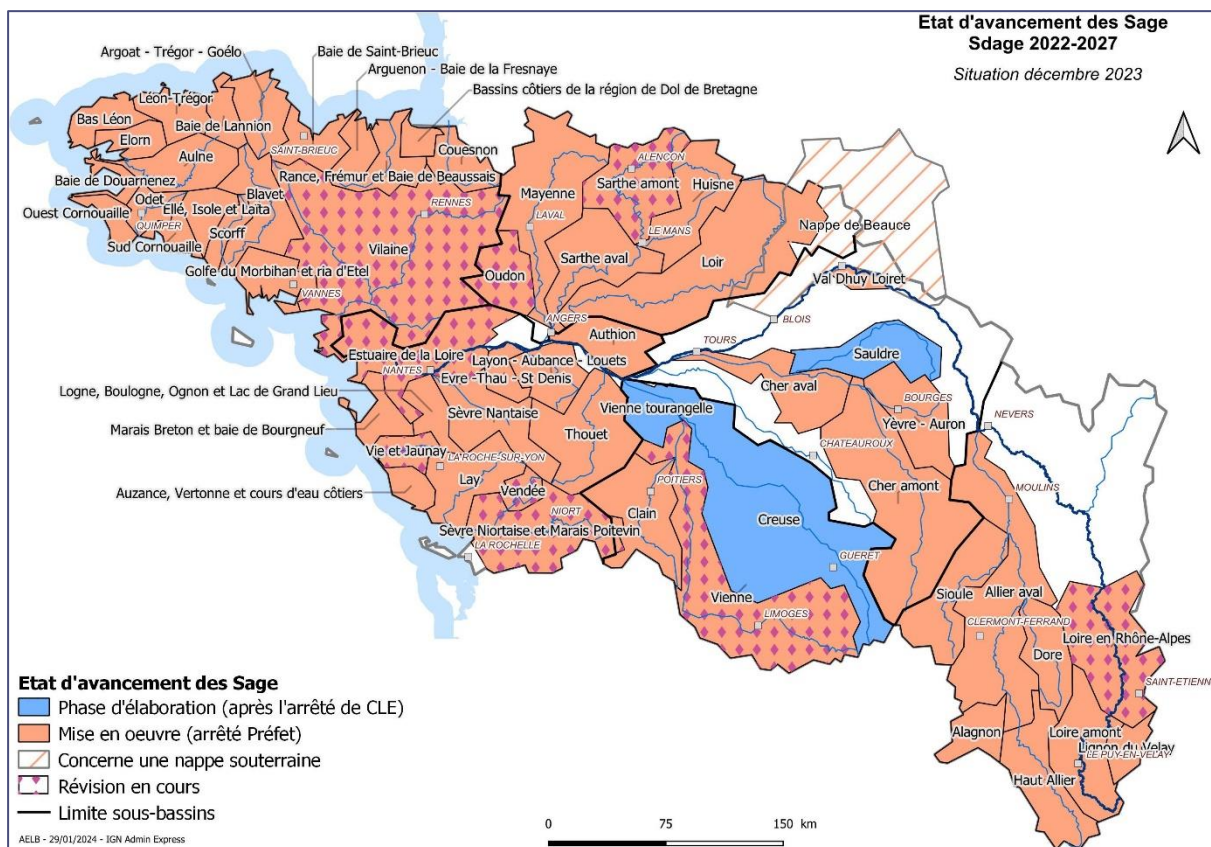 Etat d'avancement des Sage
Sdage 2022-2027
Situation décembre 2023
Argoat - Trégor - Goélo
Baie de Saint-Brieuc
Arguenon - Baie de la Fresnaye
Bassins côtiers de la région de Dol de Bretagne
Léon-Trégor
Bas Léon
Baie de Lannion
Elorn
SAINT-BRIEUC
Couesnon
Aulne
ALENCON
Baie de Douarnenez
Rance, Frémur et Baie de Beaussais
Mayenne
Sarthe amont
Huisne
Odet
Blavet
Ouest Cornouaille
Ellé, Isole et Laïta
RENNES
QUIMPER
LAVAL
Nappe de Beauce
Scorff
LE MANS
Sud Cornouaille
Vilaine
Sarthe aval
Loir
Golfe du Morbihan et ria d'Etel
Oudon
Val Dhuy Loiret
VANNES
ANGERS
BLOIS
Authion
TOURS
Estuaire de la Loire
Layon - Aubance - Louets
Sauldre
NANTES
Evre -Thau - St Denis
Cher aval
Logne, Boulogne, Ognon et Lac de Grand Lieu
BOURGES
Sèvre Nantaise
Vienne tourangelle
Yèvre - Auron
NEVERS
Marais Breton et baie de Bourgneuf
Thouet
Vie et Jaunay
CHATEAUROUX
LA ROCHE-SUR-YON
POITIERS
Lay
Cher amont
Auzance, Vertonne et cours d'eau côtiers
Vendée
MOULINS
NIORT
Clain
Creuse
Sèvre Niortaise et Marais Poitevin
LA ROCHELLE
GUERET
Vienne
Sioule
Allier aval
LIMOGES
CLERMONT-FERRAND
Loire en Rhône-Alpes
Dore
SAINT-ETIENNE
Alagnon
Loire amont
Lignon du Velay
LE PUY-EN-VELAY
Haut Allier
Etat d'avancement des Sage
Phase d'élaboration (après l'arrêté de CLE)
Mise en oeuvre (arrêté Préfet)
Concerne une nappe souterraine
Révision en cours
Limite sous-bassins
AELB - 29/01/2024 - IGN Admin Express
0 75 150 km